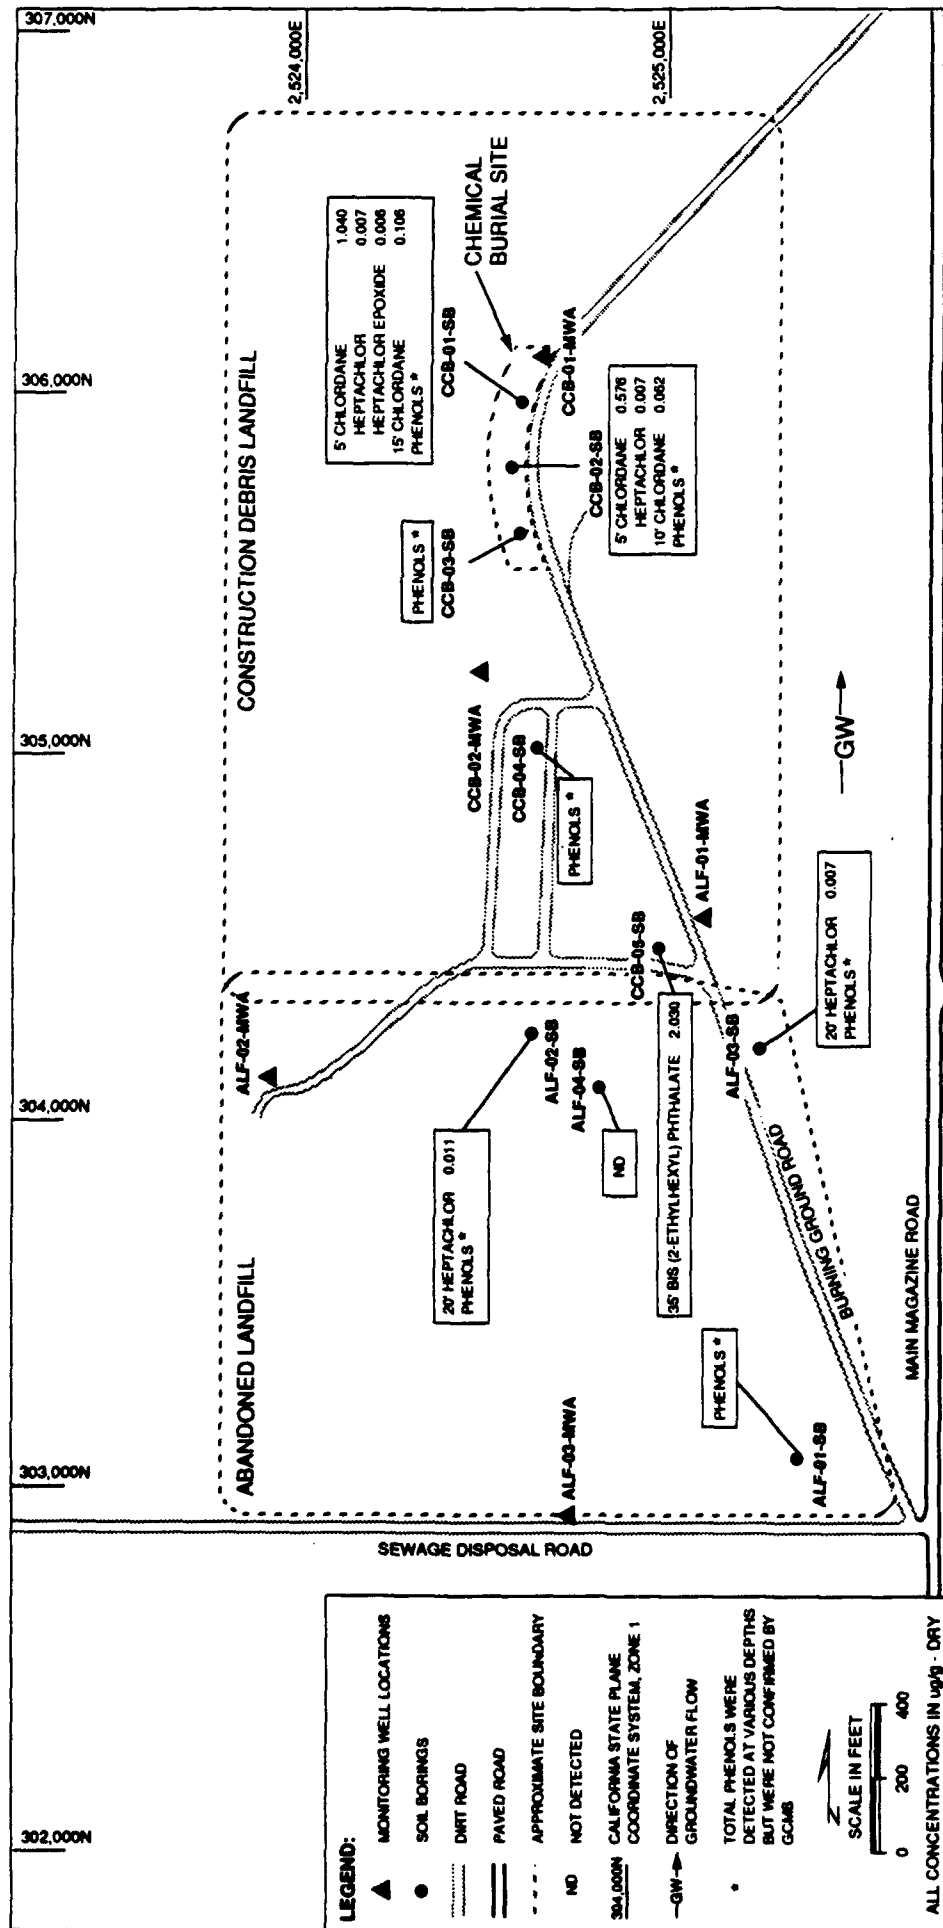 307,000N
306,000N
305,000N
304,000N
303,000N
302,000N
2,524,000E
2,525,000E
CONSTRUCTION DEBRIS LANDFILL
ABANDONED LANDFILL
CHEMICAL
BURIAL SITE
5' CHLORDANE 1.040
HEPTACHLOR 0.007
HEPTACHLOR EPOXIDE 0.006
15' CHLORDANE 0.106
PHENOLS *
CCB-01-SB
CCB-01-MWA
CCB-02-SB
5' CHLORDANE 0.576
HEPTACHLOR 0.007
10' CHLORDANE 0.062
PHENOLS *
PHENOLS *
CCB-03-SB
CCB-02-MWA
CCB-04-SB
PHENOLS *
GW
ALF-01-MWA
CCB-05-SB
35' BIS (2-ETHYLHEXYL) PHTHALATE 2.030
ALF-02-MWA
ALF-02-SB
20' HEPTACHLOR 0.011
PHENOLS *
ALF-04-SB
ND
ALF-03-SB
20' HEPTACHLOR 0.007
PHENOLS *
BURNING GROUND ROAD
MAIN MAGAZINE ROAD
ALF-03-MWA
PHENOLS *
ALF-01-SB
SEWAGE DISPOSAL ROAD
LEGEND:
MONITORING WELL LOCATIONS
SOIL BORINGS
DIRT ROAD
PAVED ROAD
APPROXIMATE SITE BOUNDARY
ND NOT DETECTED
304,000N CALIFORNIA STATE PLANE
COORDINATE SYSTEM, ZONE 1
GW DIRECTION OF
GROUNDWATER FLOW
* TOTAL PHENOLS WERE
DETECTED AT VARIOUS DEPTHS
BUT WERE NOT CONFIRMED BY
GCMS
N
SCALE IN FEET
0 200 400
ALL CONCENTRATIONS IN ug/g - DRY